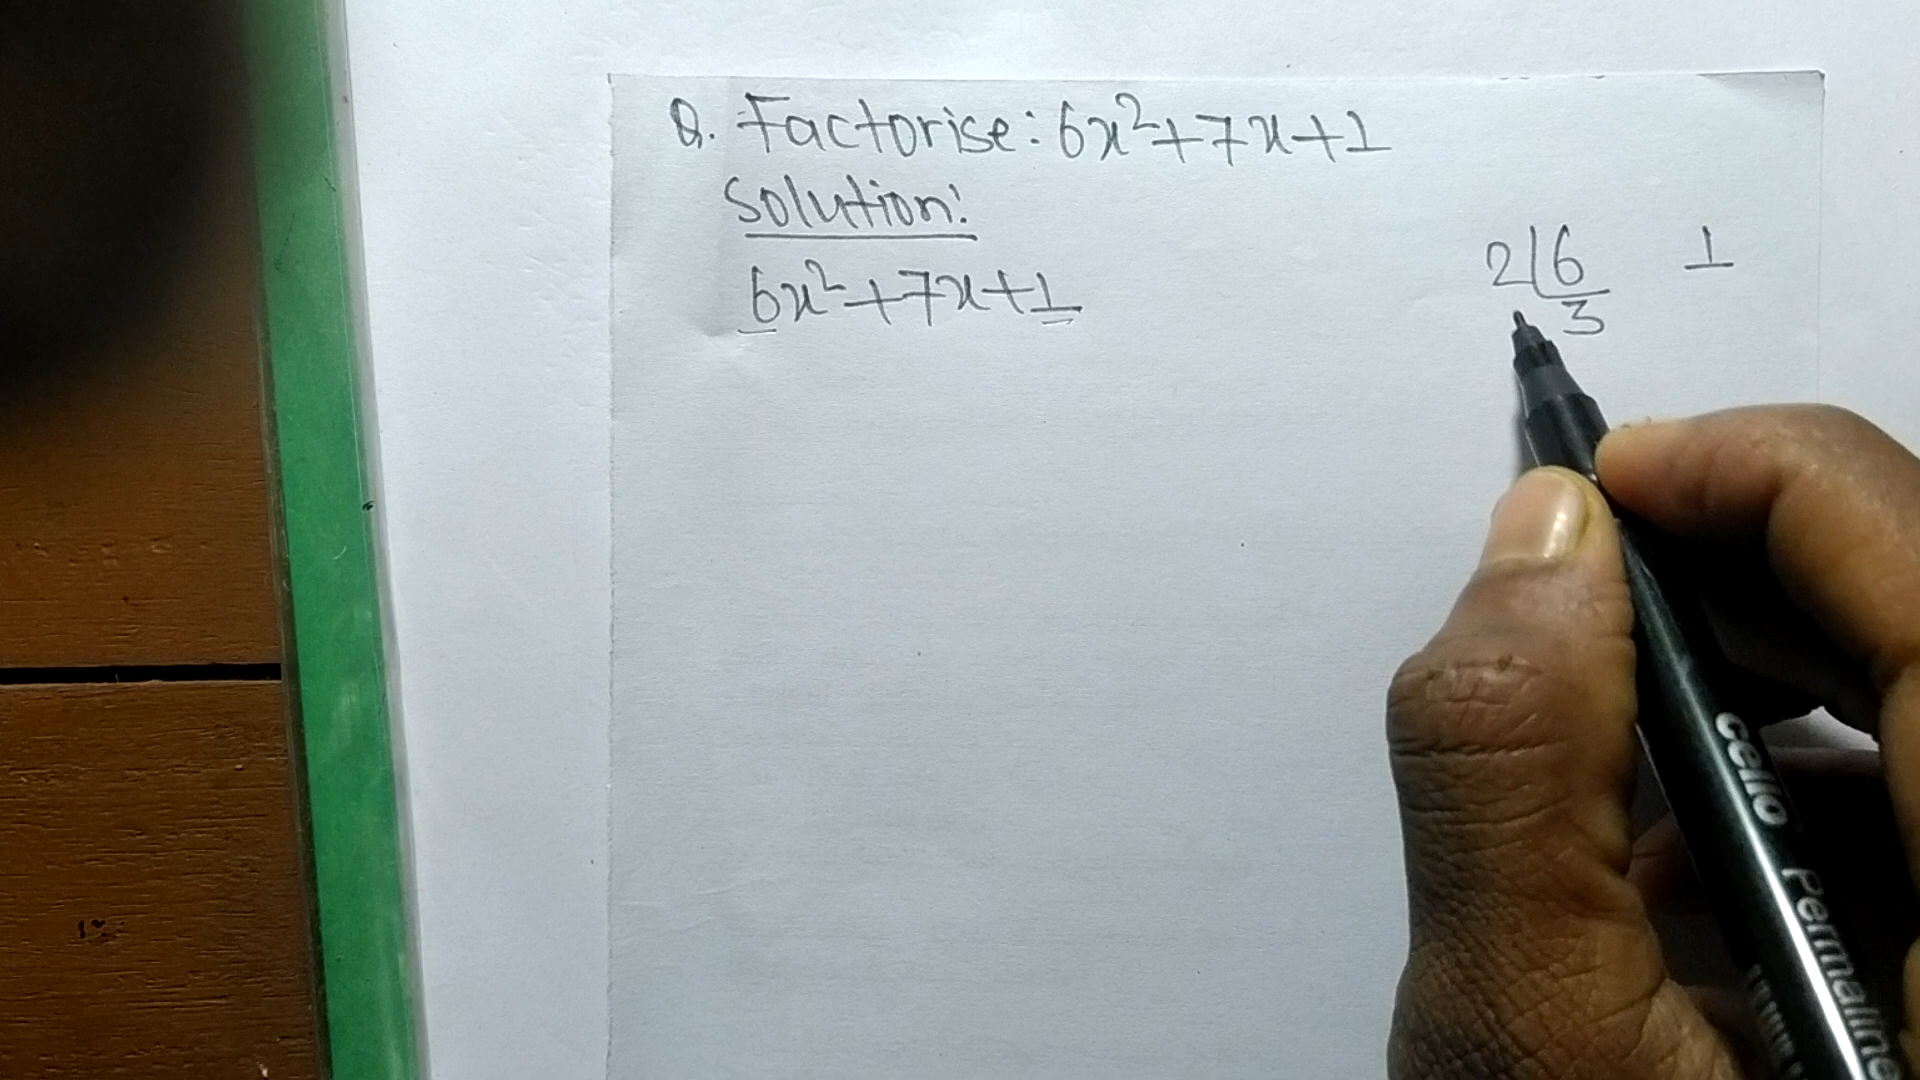 Q. Factorise: 6x²+7x+1
Solution:
6x²+7x+1
2|6 1
3
cello Permaline